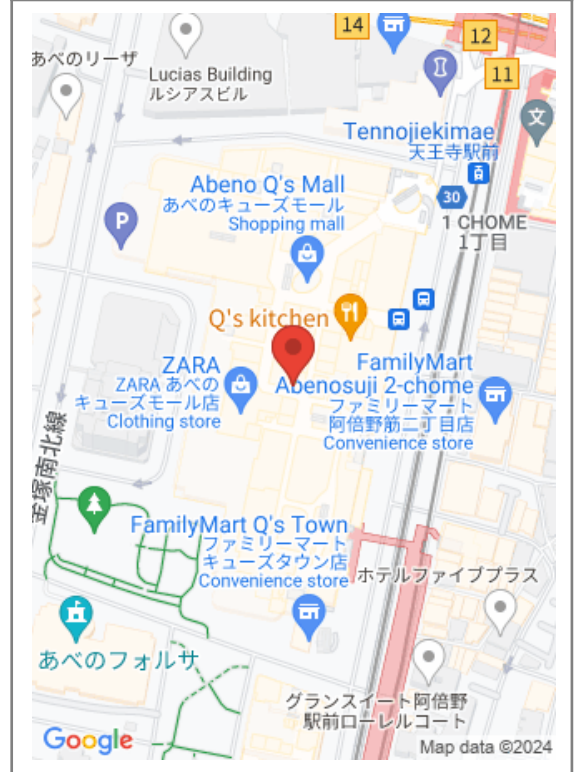 14
12
11
あべのリーザ
Lucias Building
ルシアスビル
文
Tennojiekimae
天王寺駅前
Abeno Q's Mall
あべのキューズモール
Shopping mall
P
30
1 CHOME
1丁目
Q's kitchen
ZARA
ZARA あべの
キューズモール店
Clothing store
FamilyMart
Abenosuji 2-chome
ファミリーマート
阿倍野筋二丁目店
Convenience store
金塚南北線
FamilyMart Q's Town
ファミリーマート
キューズタウン店
Convenience store
ホテルファイブプラス
あべのフォルサ
グランスイート阿倍野
駅前ローレルコート
Google
Map data ©2024